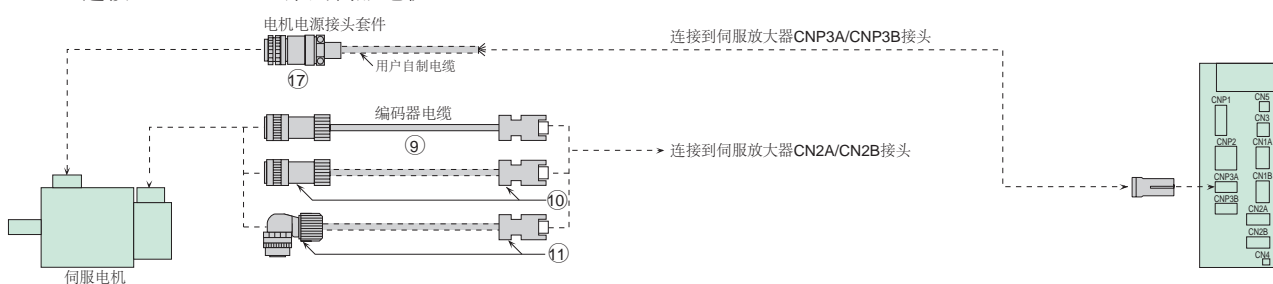 电机电源接头套件
连接到伺服放大器CNP3A/CNP3B接头
用户自制电缆
⑰
编码器电缆
⑨
连接到伺服放大器CN2A/CN2B接头
⑩
⑪
伺服电机
CNP1
CN5
CN3
CNP2
CN1A
CNP3A
CN1B
CNP3B
CN2A
CN2B
CN4